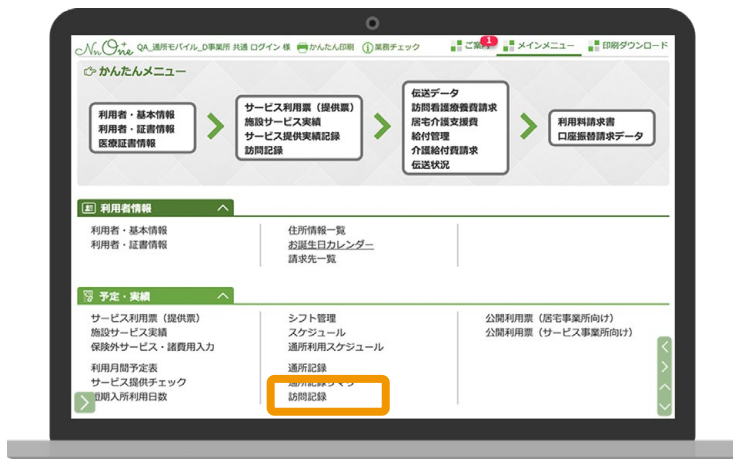 Nn One QA_通所モバイル_D事業所 共通 ログイン 様 かんたん印刷 業務チェック ご案内 1 メインメニュー 印刷ダウンロード
かんたんメニュー
利用者・基本情報
利用者・証書情報
医療証書情報
サービス利用票（提供票）
施設サービス実績
サービス提供実績記録
訪問記録
伝送データ
訪問看護療養費請求
居宅介護支援費
給付管理
介護給付費請求
伝送状況
利用料請求書
口座振替請求データ
利用者情報
利用者・基本情報
利用者・証書情報
住所情報一覧
お誕生日カレンダー
請求先一覧
予定・実績
サービス利用票（提供票）
施設サービス実績
保険外サービス・諸費用入力
利用月間予定表
サービス提供チェック
期入所利用日数
シフト管理
スケジュール
通所利用スケジュール
通所記録
訪問記録
公開利用票（居宅事業所向け）
公開利用票（サービス事業所向け）